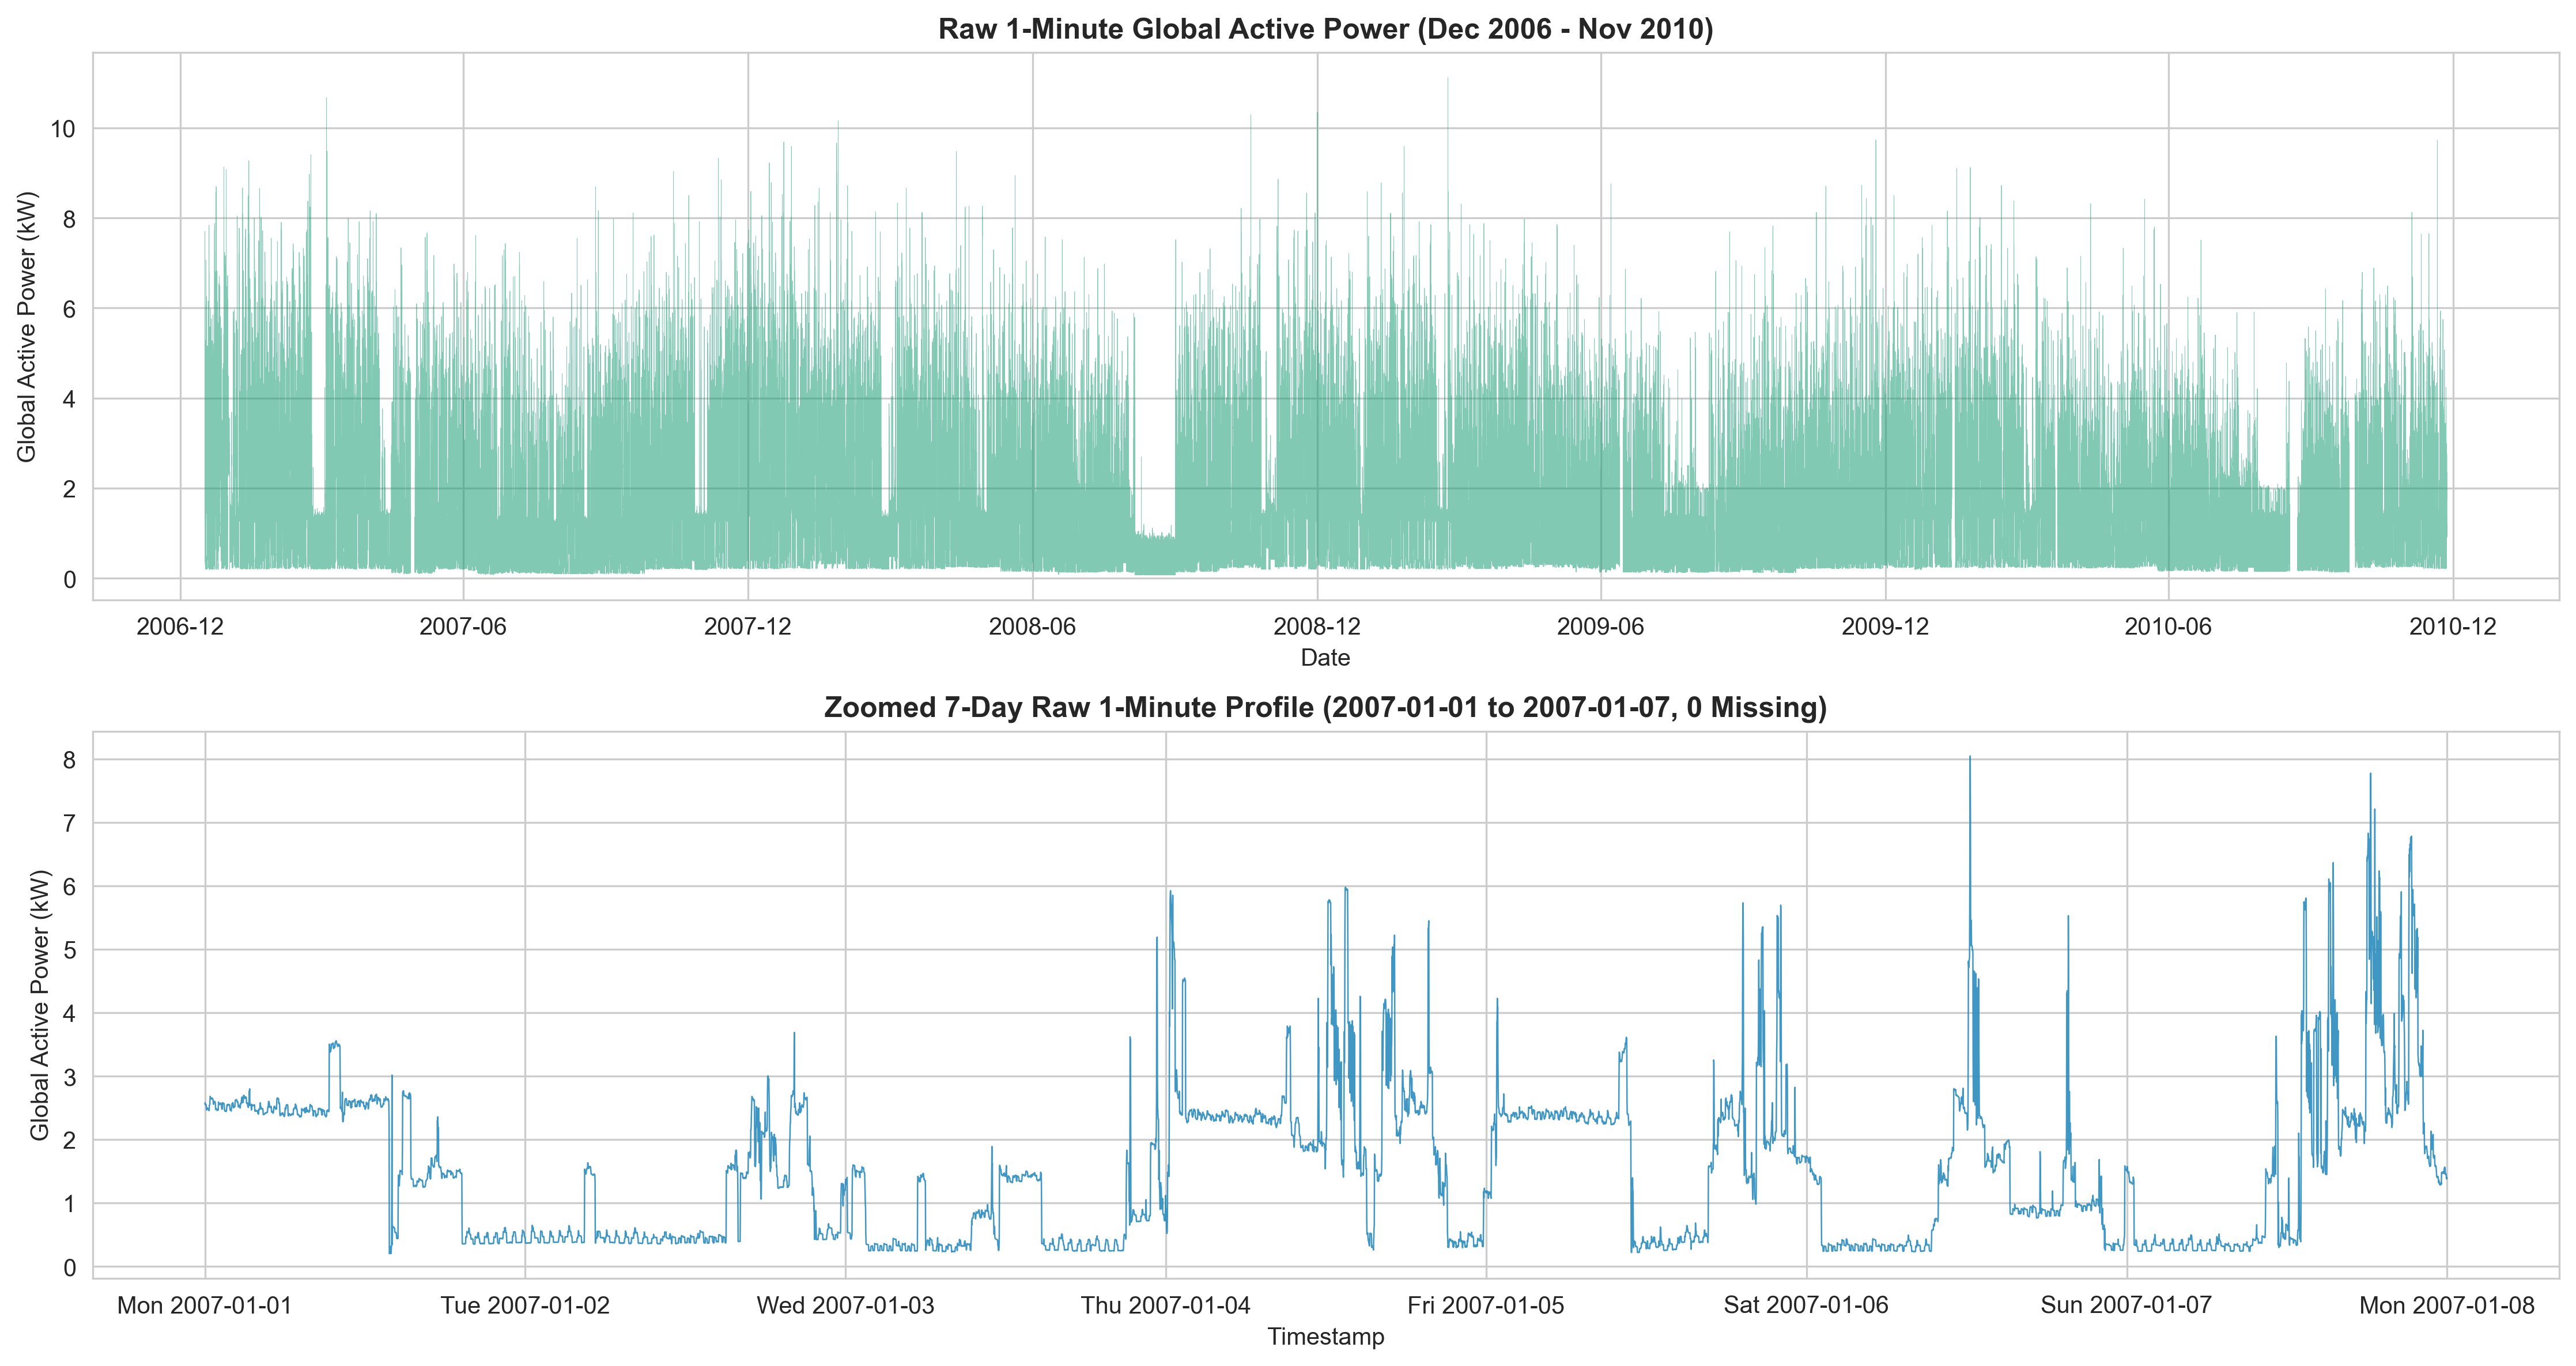 Raw 1-Minute Global Active Power (Dec 2006 - Nov 2010)
Global Active Power (kW)
10
8
6
4
2
0
2006-12 2007-06 2007-12 2008-06 2008-12 2009-06 2009-12 2010-06 2010-12
Date
Zoomed 7-Day Raw 1-Minute Profile (2007-01-01 to 2007-01-07, 0 Missing)
Global Active Power (kW)
8
7
6
5
4
3
2
1
0
Mon 2007-01-01 Tue 2007-01-02 Wed 2007-01-03 Thu 2007-01-04 Fri 2007-01-05 Sat 2007-01-06 Sun 2007-01-07 Mon 2007-01-08
Timestamp